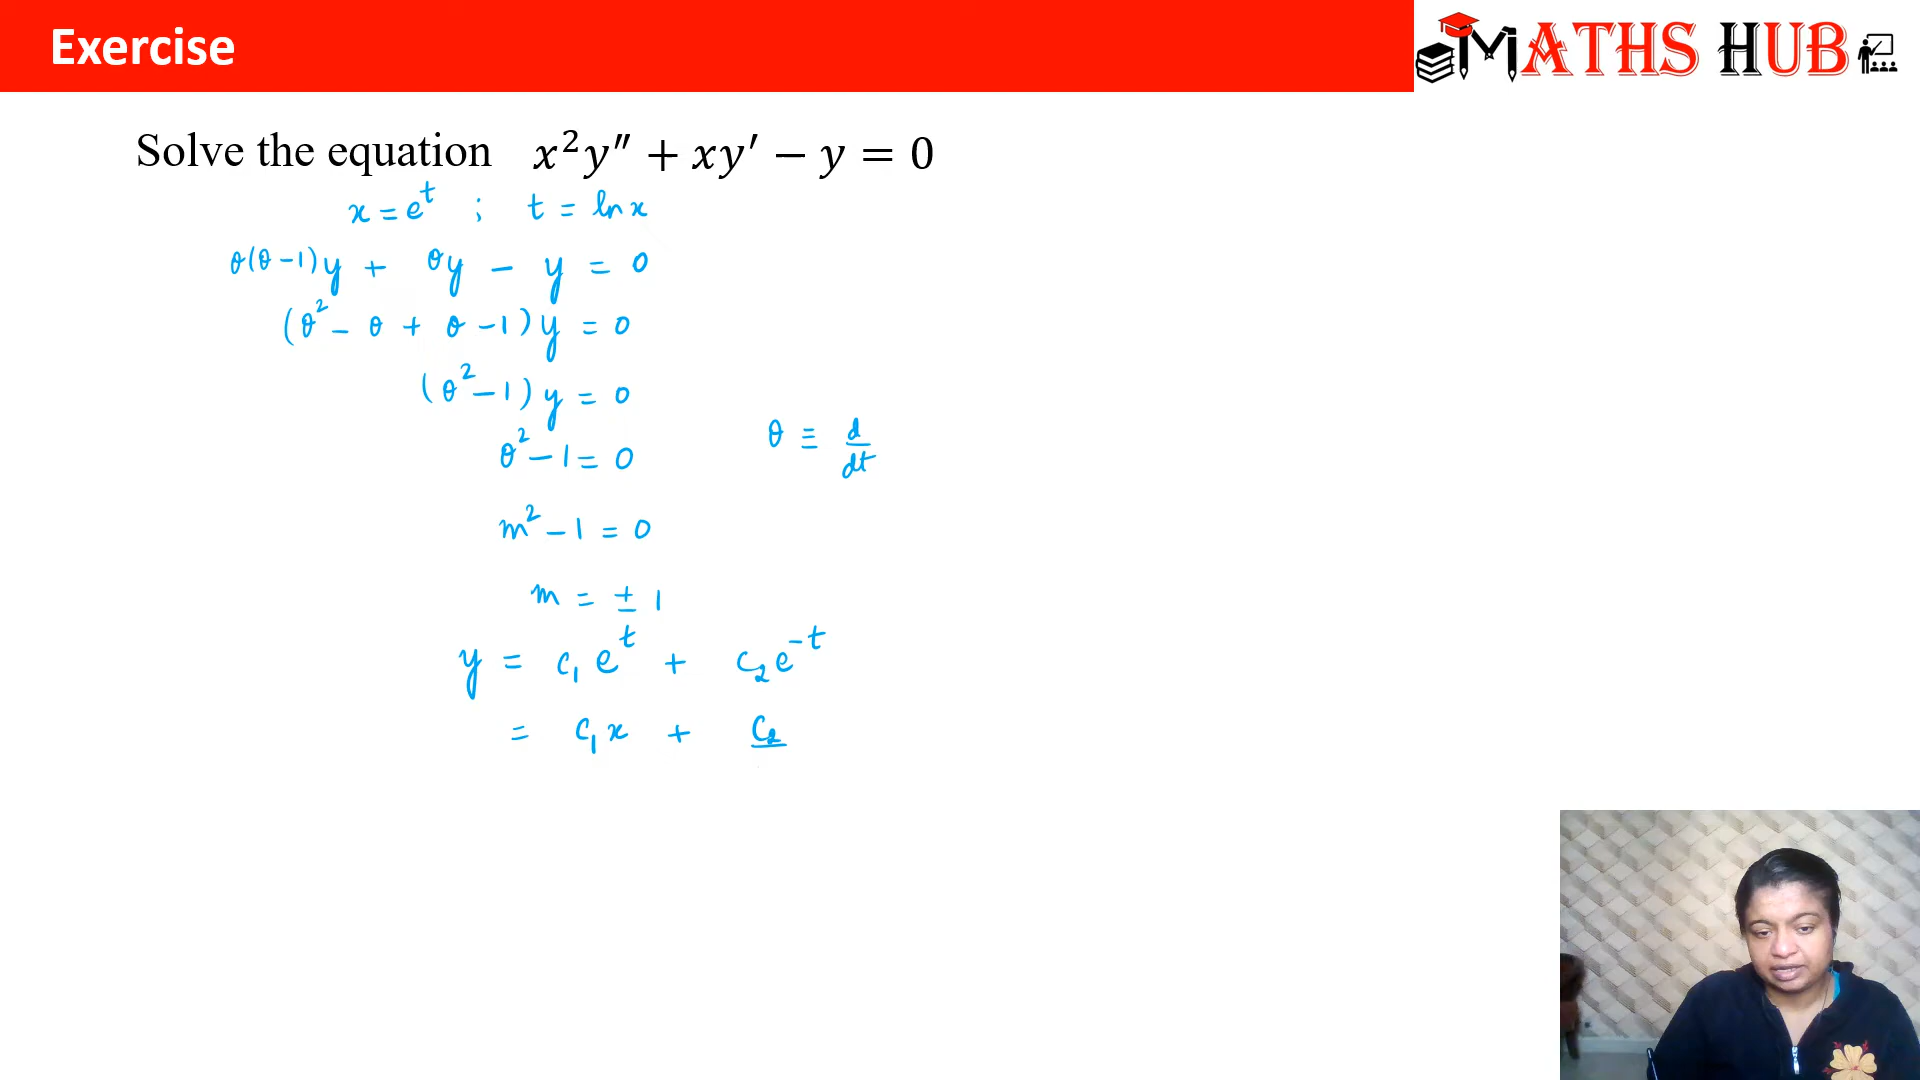 Exercise
MATHS HUB
Solve the equation x²y″ + xy′ − y = 0
x = e^t ; t = ln x
θ(θ−1)y + θy − y = 0
(θ² − θ + θ − 1)y = 0
(θ² − 1)y = 0
θ² − 1 = 0
θ ≡ d/dt
m² − 1 = 0
m = ± 1
y = c₁e^t + c₂e^−t
= c₁x + c₂